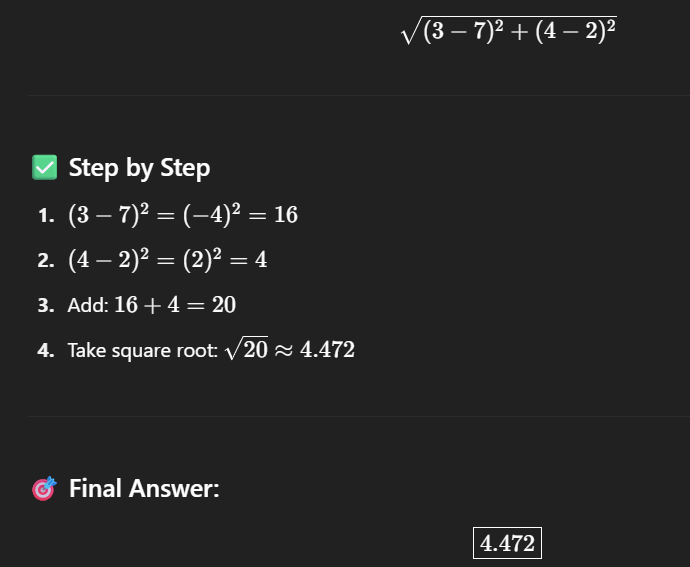 √(3 − 7)² + (4 − 2)²
✅ Step by Step
1. (3 − 7)² = (−4)² = 16
2. (4 − 2)² = (2)² = 4
3. Add: 16 + 4 = 20
4. Take square root: √20 ≈ 4.472
🎯 Final Answer:
4.472